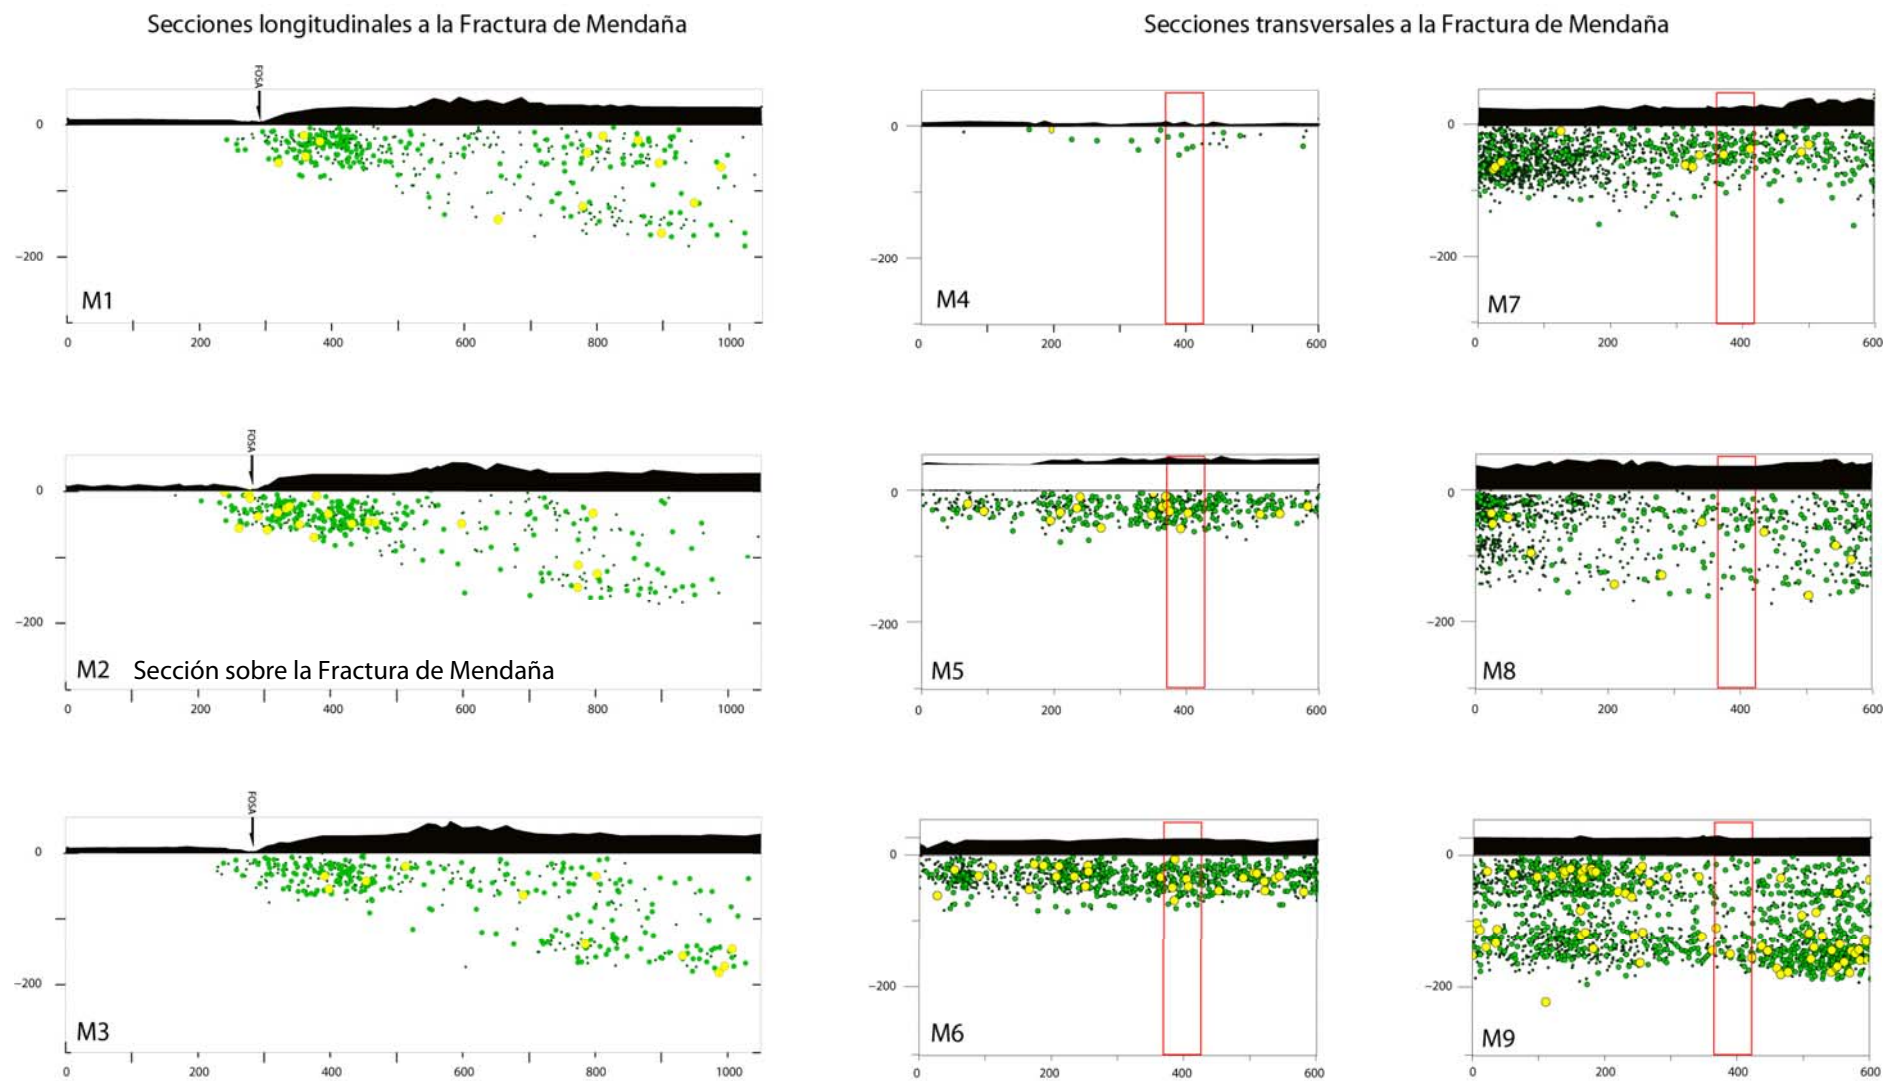 Secciones longitudinales a la Fractura de Mendaña
Secciones transversales a la Fractura de Mendaña
FOSA
0
−200
M1
0 200 400 600 800 1000
0
−200
M4
0 200 400 600
0
−200
M7
0 200 400 600
FOSA
0
−200
M2 Sección sobre la Fractura de Mendaña
0 200 400 600 800 1000
0
−200
M5
0 200 400 600
0
−200
M8
0 200 400 600
FOSA
0
−200
M3
0 200 400 600 800 1000
0
−200
M6
0 200 400 600
0
−200
M9
0 200 400 600